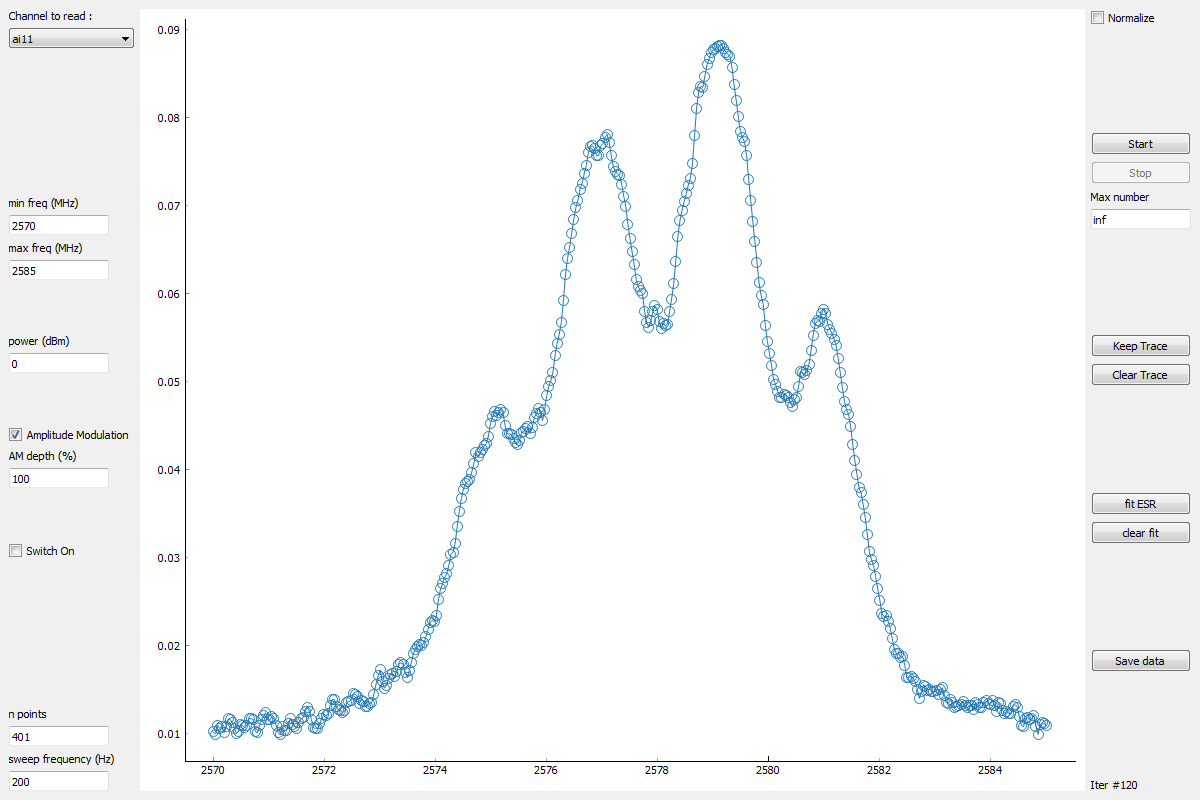 Channel to read :
ai11
min freq (MHz)
2570
max freq (MHz)
2585
power (dBm)
0
Amplitude Modulation
AM depth (%)
100
Switch On
n points
401
sweep frequency (Hz)
200
0.09
0.08
0.07
0.06
0.05
0.04
0.03
0.02
0.01
2570 2572 2574 2576 2578 2580 2582 2584
Normalize
Start
Stop
Max number
inf
Keep Trace
Clear Trace
fit ESR
clear fit
Save data
Iter #120